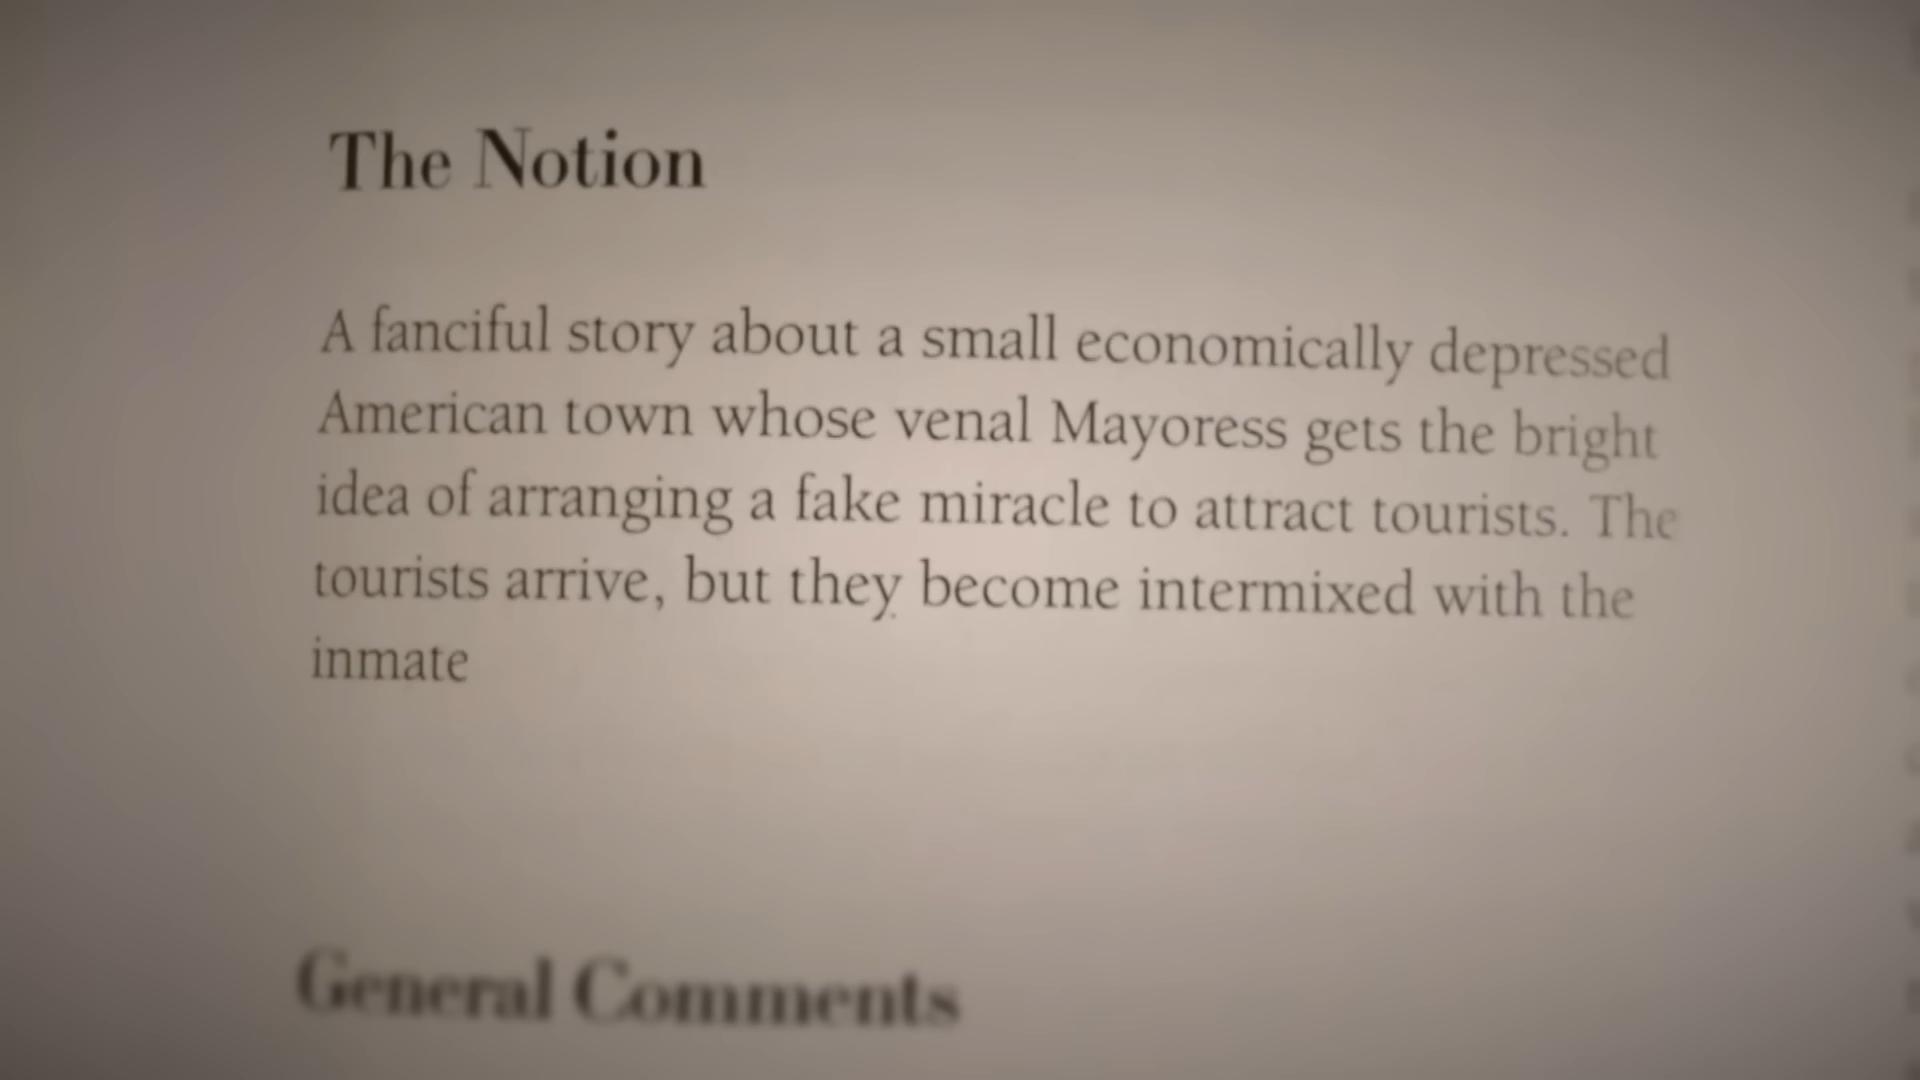 The Notion
A fanciful story about a small economically depressed
American town whose venal Mayoress gets the bright
idea of arranging a fake miracle to attract tourists. The
tourists arrive, but they become intermixed with the
inmate
General Comments